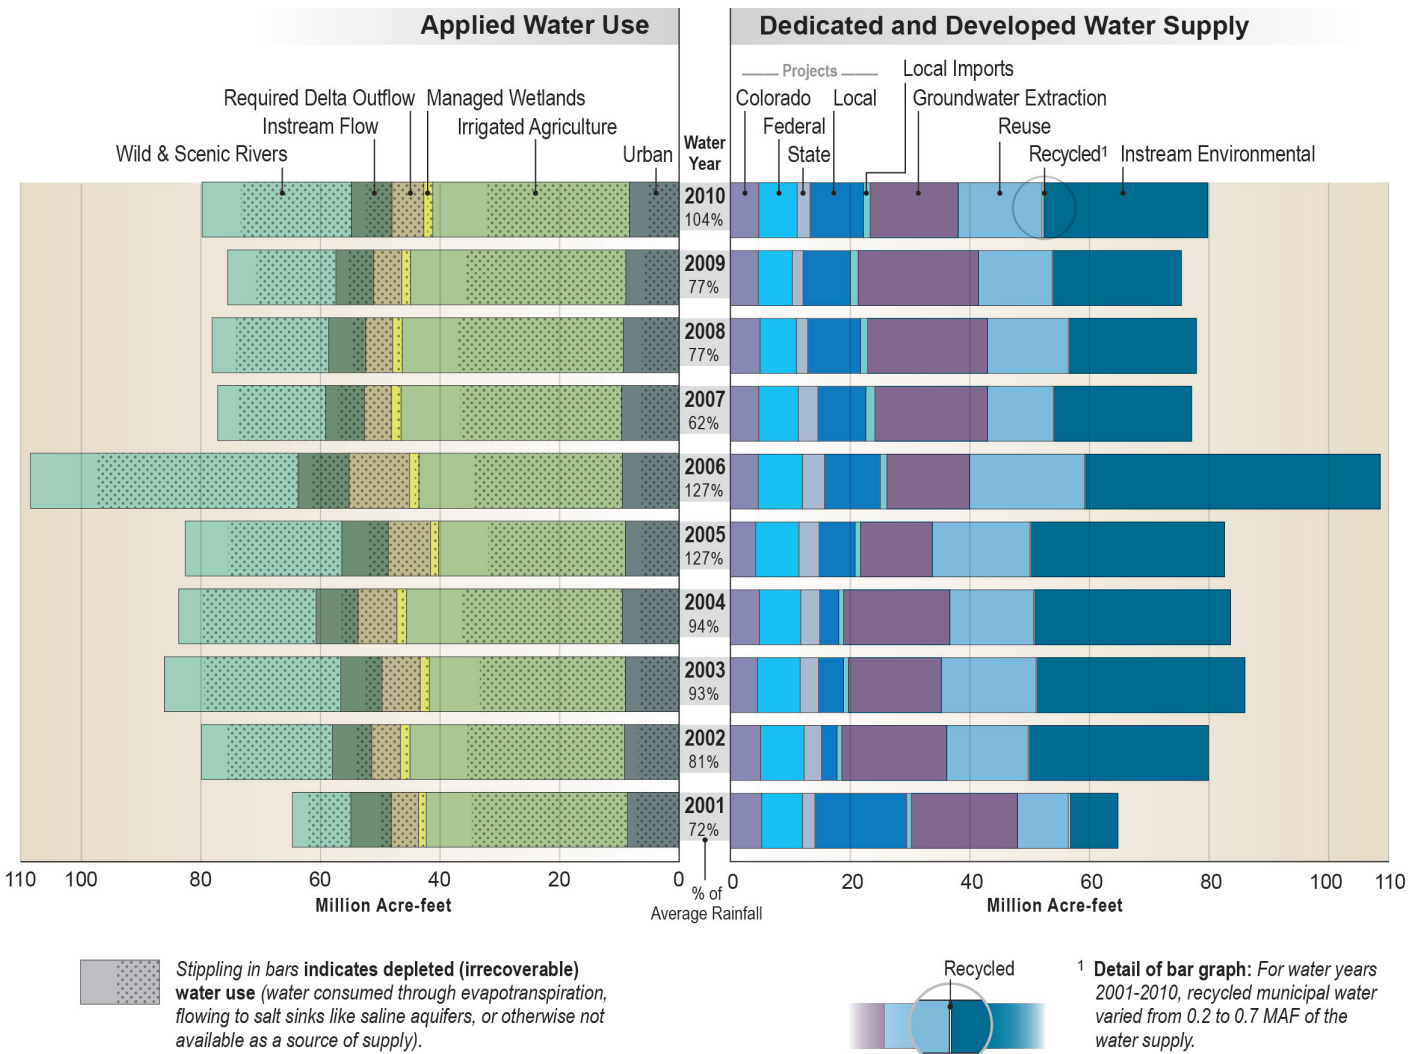 Applied Water Use
Dedicated and Developed Water Supply
Projects
Local Imports
Required Delta Outflow
Managed Wetlands
Colorado
Local
Groundwater Extraction
Instream Flow
Irrigated Agriculture
Federal
Reuse
Wild & Scenic Rivers
Urban
Water
Year
State
Recycled¹
Instream Environmental
2010
104%
2009
77%
2008
77%
2007
62%
2006
127%
2005
127%
2004
94%
2003
93%
2002
81%
2001
72%
110 100 80 60 40 20 0
0 20 40 60 80 100 110
Million Acre-feet
% of
Average Rainfall
Million Acre-feet
Stippling in bars indicates depleted (irrecoverable)
water use (water consumed through evapotranspiration,
flowing to salt sinks like saline aquifers, or otherwise not
available as a source of supply).
Recycled
¹ Detail of bar graph: For water years
2001-2010, recycled municipal water
varied from 0.2 to 0.7 MAF of the
water supply.